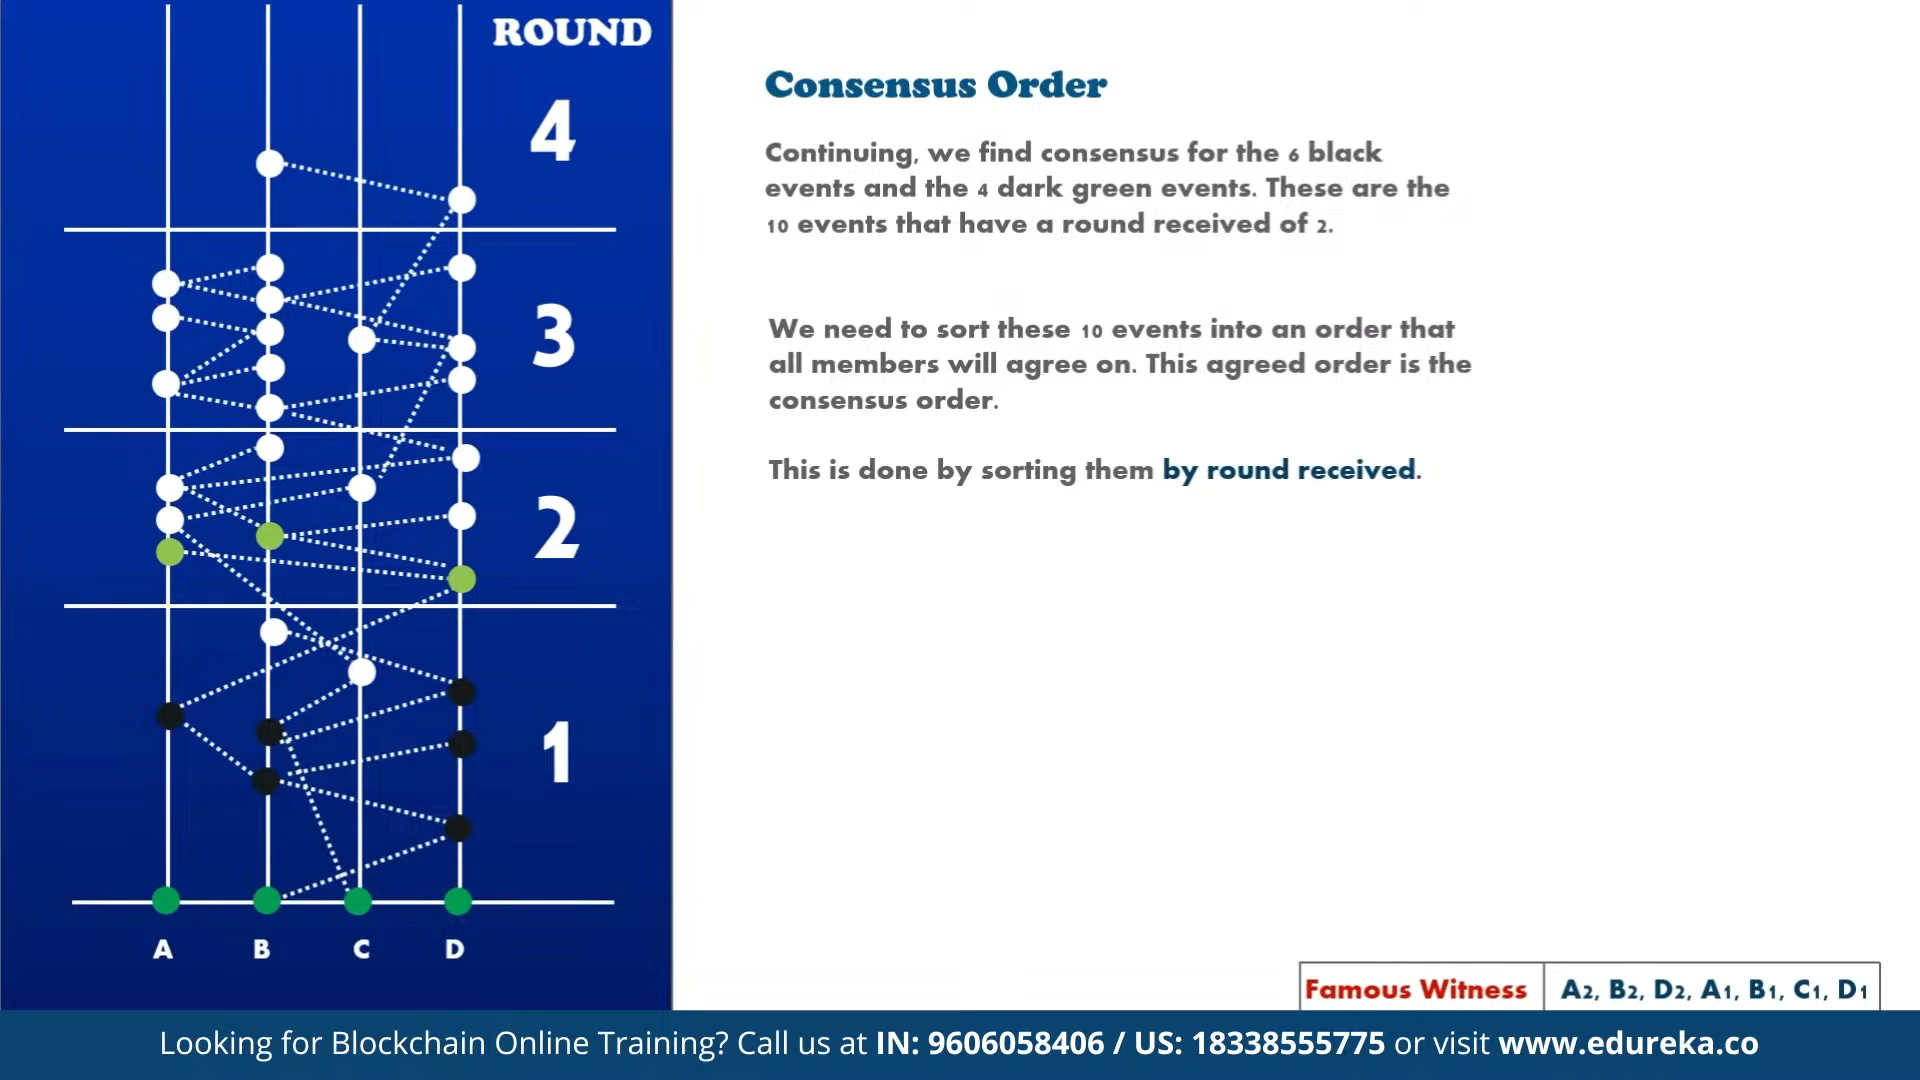 ROUND
4
3
2
1
A B C D
Consensus Order
Continuing, we find consensus for the 6 black
events and the 4 dark green events. These are the
10 events that have a round received of 2.
We need to sort these 10 events into an order that
all members will agree on. This agreed order is the
consensus order.
This is done by sorting them by round received.
Famous Witness A2, B2, D2, A1, B1, C1, D1
Looking for Blockchain Online Training? Call us at IN: 9606058406 / US: 18338555775 or visit www.edureka.co